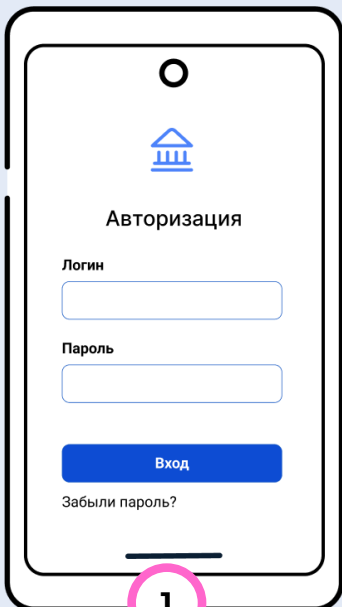 Авторизация
Логин
Пароль
Вход
Забыли пароль?
1